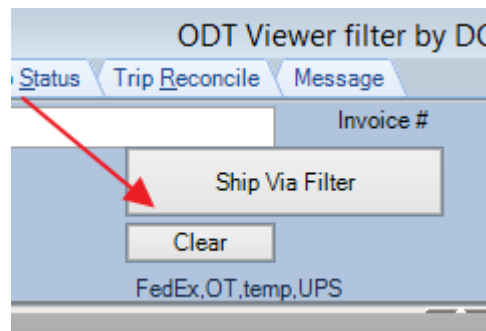 ODT Viewer filter by
Status Trip Reconcile Message
Invoice #
Ship Via Filter
Clear
FedEx,OT,temp,UPS